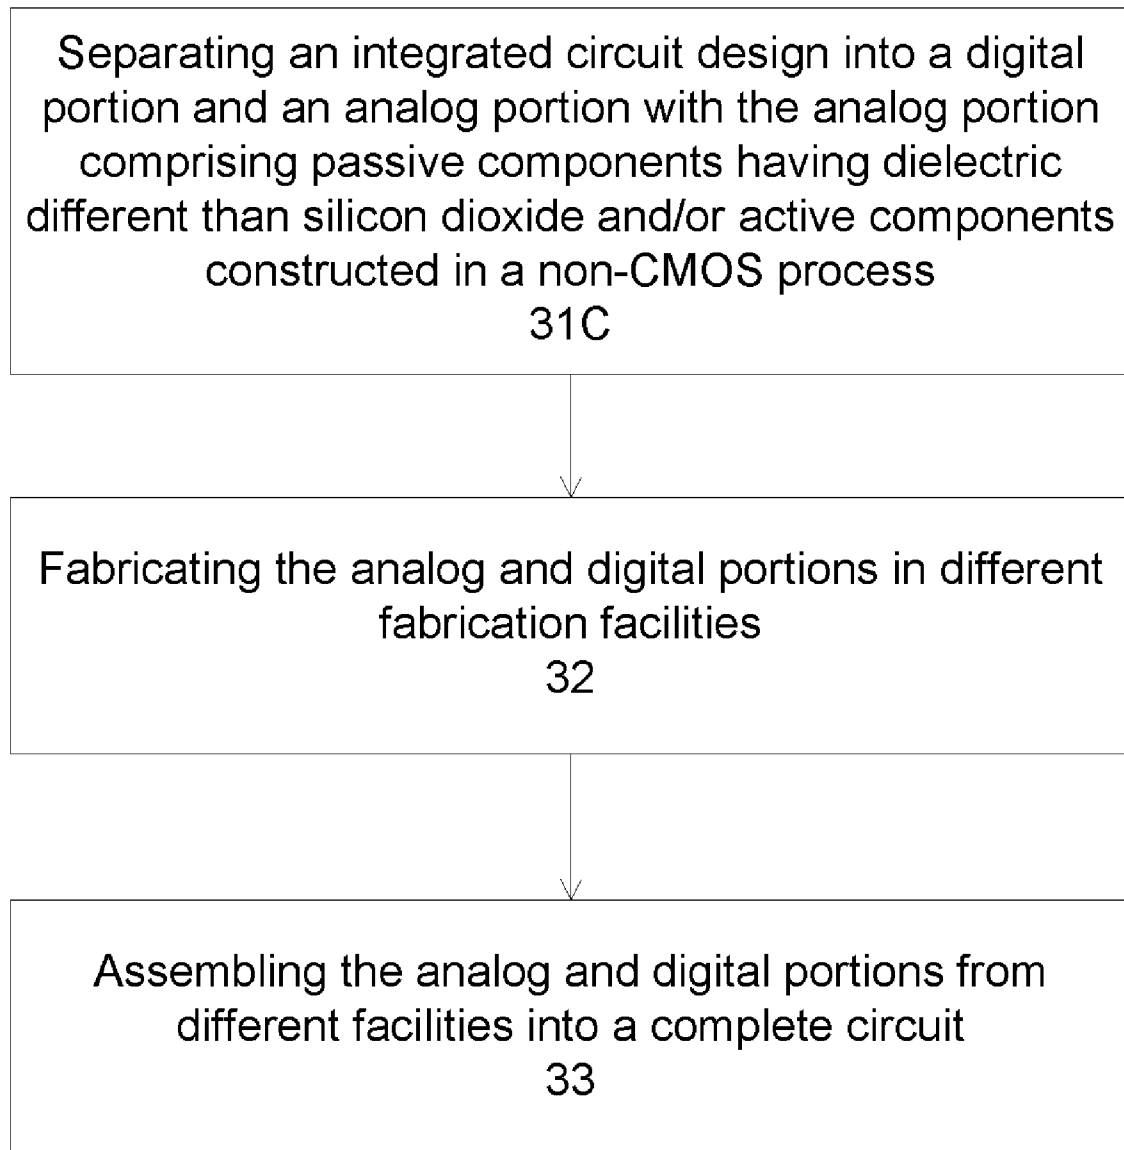 Separating an integrated circuit design into a digital
portion and an analog portion with the analog portion
comprising passive components having dielectric
different than silicon dioxide and/or active components
constructed in a non-CMOS process
31C
Fabricating the analog and digital portions in different
fabrication facilities
32
Assembling the analog and digital portions from
different facilities into a complete circuit
33